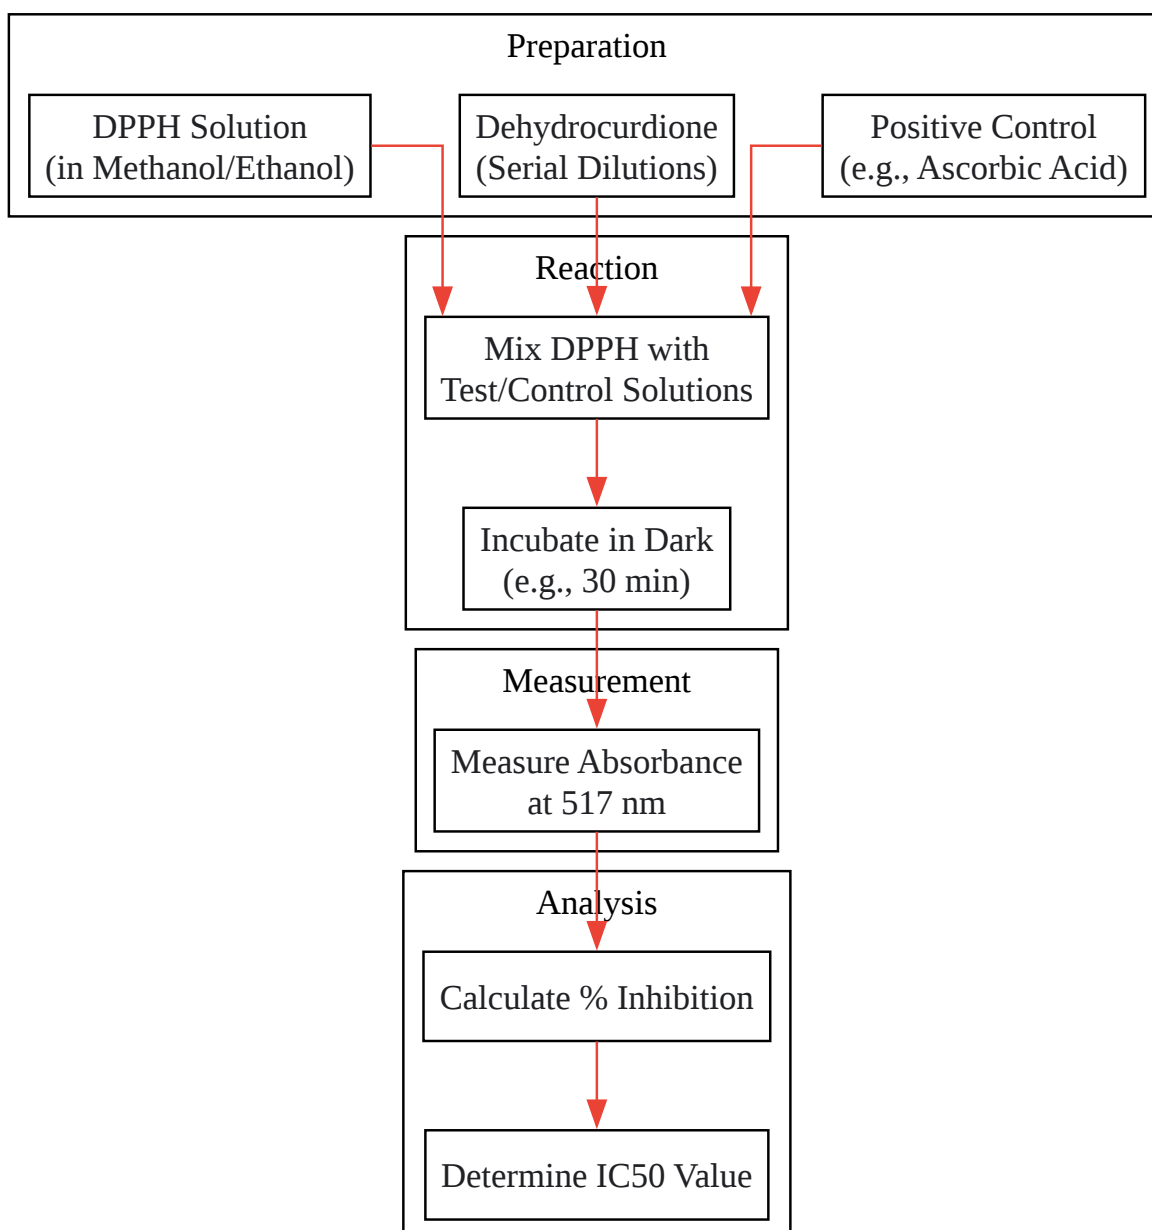 Preparation
DPPH Solution
(in Methanol/Ethanol)
Dehydrocurdione
(Serial Dilutions)
Positive Control
(e.g., Ascorbic Acid)
Reaction
Mix DPPH with
Test/Control Solutions
Incubate in Dark
(e.g., 30 min)
Measurement
Measure Absorbance
at 517 nm
Analysis
Calculate % Inhibition
Determine IC50 Value